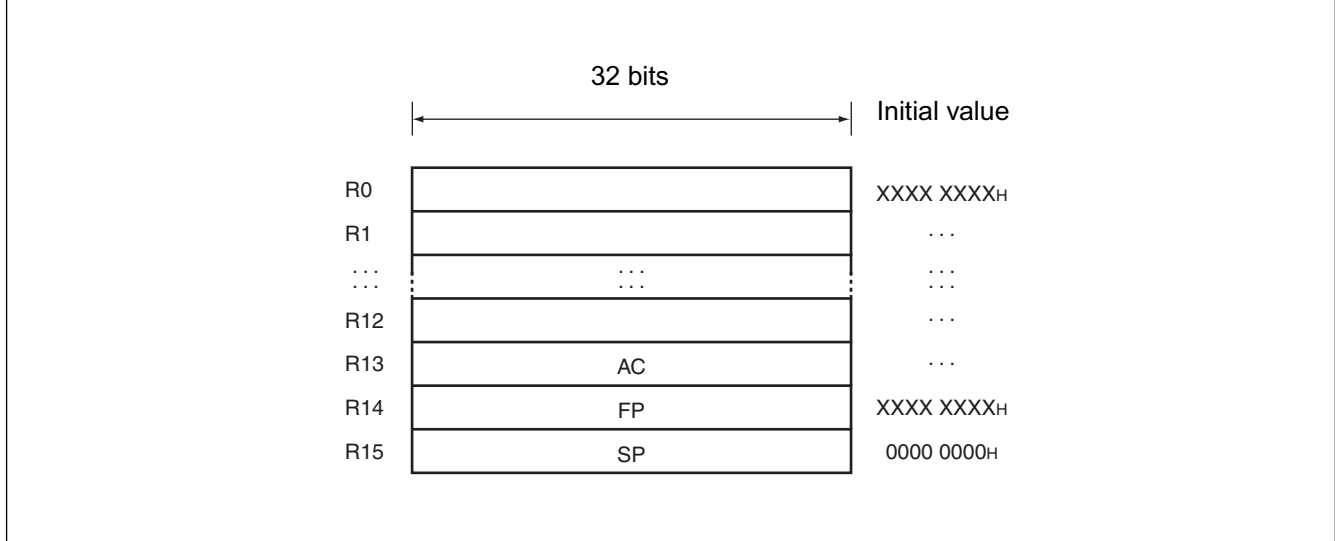 32 bits
Initial value
R0 XXXX XXXXH
R1 . . .
. . . . . . . . .
. . . . . . . . .
R12 . . .
R13 AC . . .
R14 FP XXXX XXXXH
R15 SP 0000 0000H